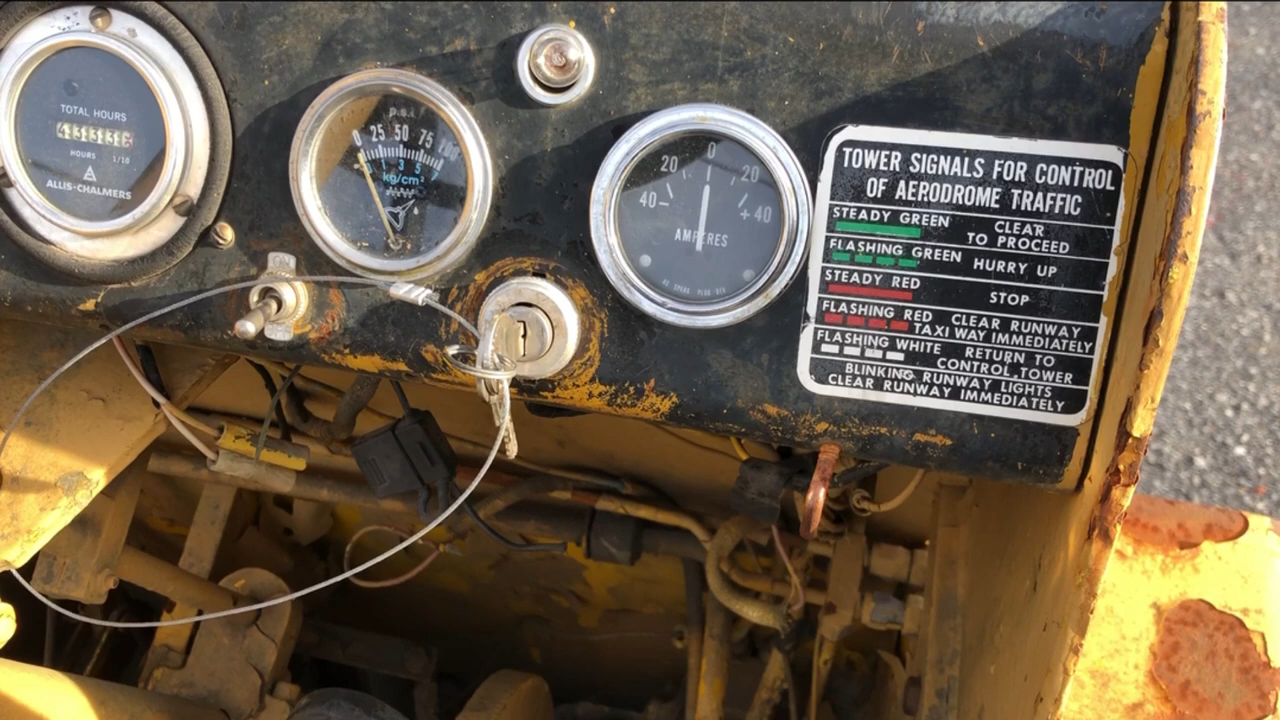 TOTAL HOURS
HOURS 1/10
ALLIS-CHALMERS
p.s.i.
0 25 50 75 100
1 3 5 7
kg/cm²
20 0 20
40 +40
AMPERES
TOWER SIGNALS FOR CONTROL
OF AERODROME TRAFFIC
STEADY GREEN CLEAR
TO PROCEED
FLASHING GREEN HURRY UP
STEADY RED STOP
FLASHING RED CLEAR RUNWAY
TAXI WAY IMMEDIATELY
FLASHING WHITE RETURN TO
CONTROL TOWER
BLINKING RUNWAY LIGHTS
CLEAR RUNWAY IMMEDIATELY